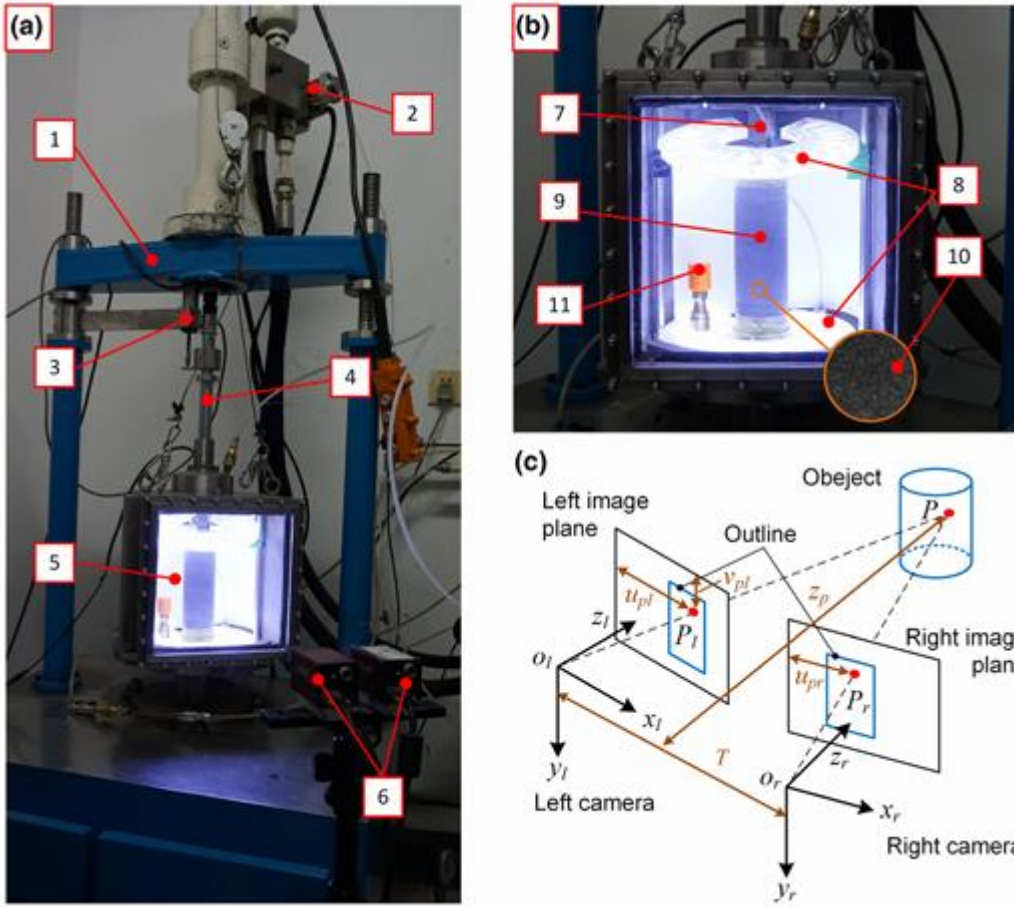 (a)
1
2
3
4
5
6
(b)
7
8
9
10
11
(c)
Left image
plane
Outline
Obeject
P
v_pl
u_pl
z_p
z_l
P_l
o_l
x_l
y_l
Left camera
T
Right imag
plan
u_pr
P_r
z_r
o_r
x_r
y_r
Right camera